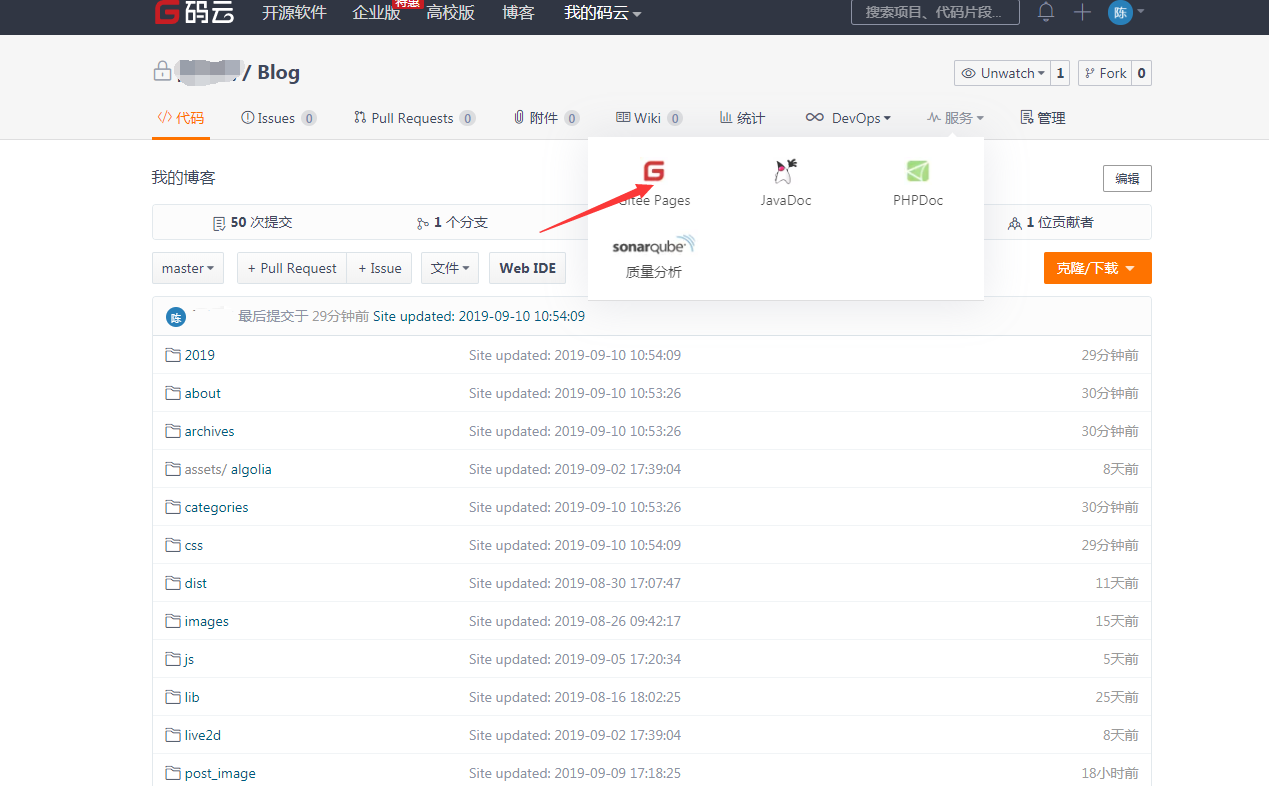 码云 开源软件 企业版 特惠 高校版 博客 我的码云 搜索项目、代码片段... 陈
/ Blog Unwatch 1 Fork 0
代码 Issues 0 Pull Requests 0 附件 0 Wiki 0 统计 DevOps 服务 管理
我的博客 编辑
Gitee Pages JavaDoc PHPDoc
sonarqube
质量分析
50 次提交 1 个分支 1 位贡献者
master + Pull Request + Issue 文件 Web IDE 克隆/下载
陈 最后提交于 29分钟前 Site updated: 2019-09-10 10:54:09
2019 Site updated: 2019-09-10 10:54:09 29分钟前
about Site updated: 2019-09-10 10:53:26 30分钟前
archives Site updated: 2019-09-10 10:53:26 30分钟前
assets/ algolia Site updated: 2019-09-02 17:39:04 8天前
categories Site updated: 2019-09-10 10:53:26 30分钟前
css Site updated: 2019-09-10 10:54:09 29分钟前
dist Site updated: 2019-08-30 17:07:47 11天前
images Site updated: 2019-08-26 09:42:17 15天前
js Site updated: 2019-09-05 17:20:34 5天前
lib Site updated: 2019-08-16 18:02:25 25天前
live2d Site updated: 2019-09-02 17:39:04 8天前
post_image Site updated: 2019-09-09 17:18:25 18小时前